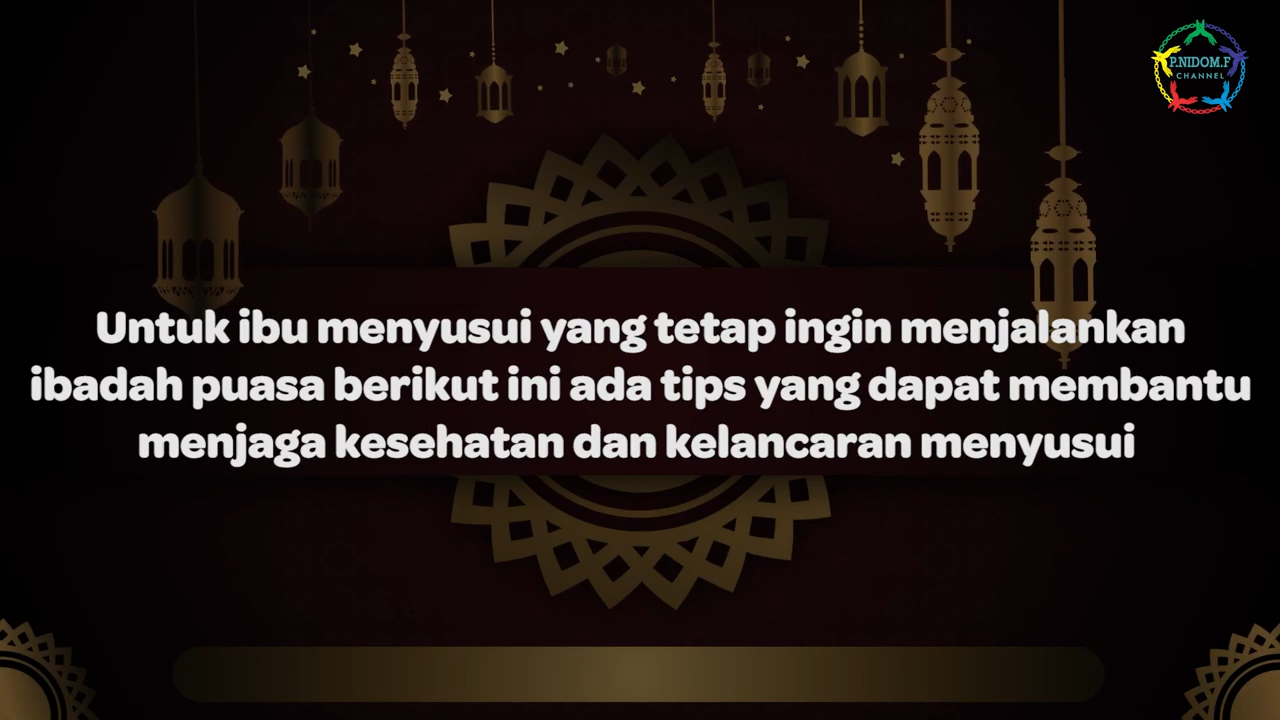 P.NIDOM.F
CHANNEL
Untuk ibu menyusui yang tetap ingin menjalankan
ibadah puasa berikut ini ada tips yang dapat membantu
menjaga kesehatan dan kelancaran menyusui